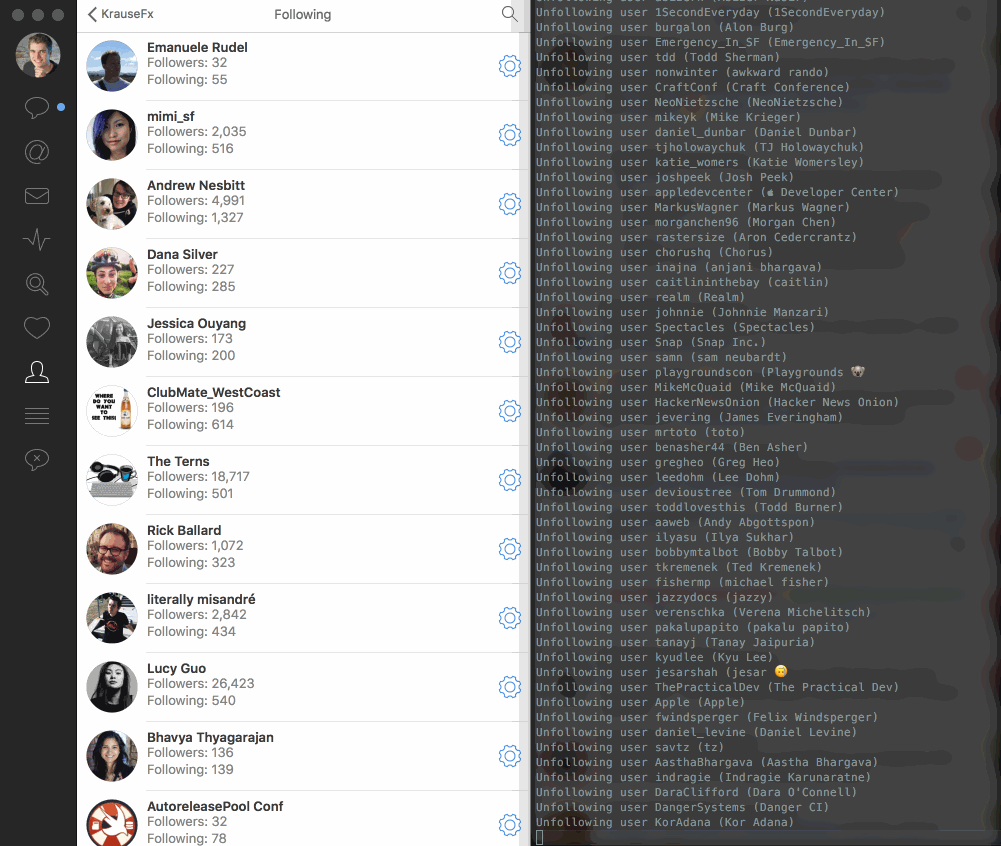 KrauseFx
Following
Emanuele Rudel
Followers: 32
Following: 55
mimi_sf
Followers: 2,035
Following: 516
Andrew Nesbitt
Followers: 4,991
Following: 1,327
Dana Silver
Followers: 227
Following: 285
Jessica Ouyang
Followers: 173
Following: 200
WHERE
DO YOU
WANT TO
SEE THIS?
ClubMate_WestCoast
Followers: 196
Following: 614
The Terns
Followers: 18,717
Following: 501
Rick Ballard
Followers: 1,072
Following: 323
literally misandré
Followers: 2,842
Following: 434
Lucy Guo
Followers: 26,423
Following: 540
Bhavya Thyagarajan
Followers: 136
Following: 139
AutoreleasePool Conf
Followers: 32
Following: 78
Unfollowing user 1SecondEveryday (1SecondEveryday)
Unfollowing user burgalon (Alon Burg)
Unfollowing user Emergency_In_SF (Emergency_In_SF)
Unfollowing user tdd (Todd Sherman)
Unfollowing user nonwinter (awkward rando)
Unfollowing user CraftConf (Craft Conference)
Unfollowing user NeoNietzsche (NeoNietzsche)
Unfollowing user mikeyk (Mike Krieger)
Unfollowing user daniel_dunbar (Daniel Dunbar)
Unfollowing user tjholowaychuk (TJ Holowaychuk)
Unfollowing user katie_womers (Katie Womersley)
Unfollowing user joshpeek (Josh Peek)
Unfollowing user appledevcenter ( Developer Center)
Unfollowing user MarkusWagner (Markus Wagner)
Unfollowing user morganchen96 (Morgan Chen)
Unfollowing user rastersize (Aron Cedercrantz)
Unfollowing user chorushq (Chorus)
Unfollowing user inajna (anjani bhargava)
Unfollowing user caitlininthebay (caitlin)
Unfollowing user realm (Realm)
Unfollowing user johnnie (Johnnie Manzari)
Unfollowing user Spectacles (Spectacles)
Unfollowing user Snap (Snap Inc.)
Unfollowing user samn (sam neubardt)
Unfollowing user playgroundscon (Playgrounds 🐨
Unfollowing user MikeMcQuaid (Mike McQuaid)
Unfollowing user HackerNewsOnion (Hacker News Onion)
Unfollowing user jevering (James Everingham)
Unfollowing user mrtoto (toto)
Unfollowing user benasher44 (Ben Asher)
Unfollowing user gregheo (Greg Heo)
Unfollowing user leedohm (Lee Dohm)
Unfollowing user devioustree (Tom Drummond)
Unfollowing user toddlovesthis (Todd Burner)
Unfollowing user aaweb (Andy Abgottspon)
Unfollowing user ilyasu (Ilya Sukhar)
Unfollowing user bobbymtalbot (Bobby Talbot)
Unfollowing user tkremenek (Ted Kremenek)
Unfollowing user fishermp (michael fisher)
Unfollowing user jazzydocs (jazzy)
Unfollowing user verenschka (Verena Michelitsch)
Unfollowing user pakalupapito (pakalu papito)
Unfollowing user tanayj (Tanay Jaipuria)
Unfollowing user kyudlee (Kyu Lee)
Unfollowing user jesarshah (jesar 🙃
Unfollowing user ThePracticalDev (The Practical Dev)
Unfollowing user Apple (Apple)
Unfollowing user fwindsperger (Felix Windsperger)
Unfollowing user daniel_levine (Daniel Levine)
Unfollowing user savtz (tz)
Unfollowing user AasthaBhargava (Aastha Bhargava)
Unfollowing user indragie (Indragie Karunaratne)
Unfollowing user DaraClifford (Dara O'Connell)
Unfollowing user DangerSystems (Danger CI)
Unfollowing user KorAdana (Kor Adana)